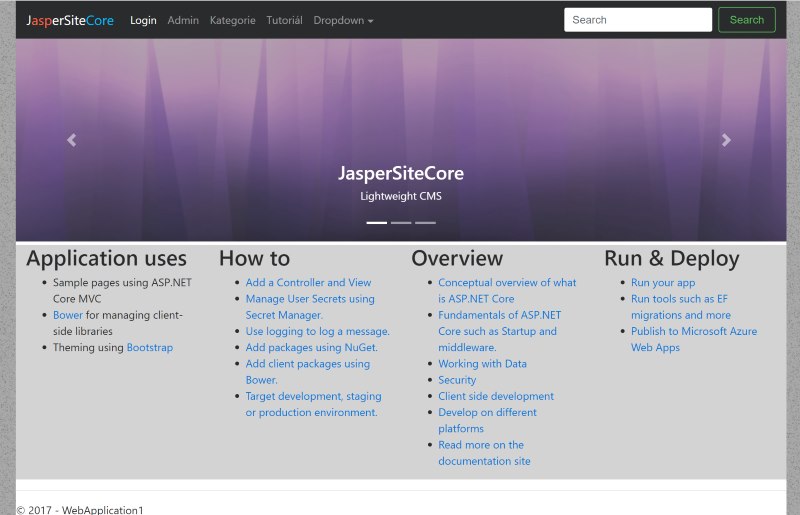 JasperSiteCore Login Admin Kategorie Tutoriál Dropdown Search Search
JasperSiteCore
Lightweight CMS
Application uses
Sample pages using ASP.NET
Core MVC
Bower for managing client-
side libraries
Theming using Bootstrap
How to
Add a Controller and View
Manage User Secrets using
Secret Manager.
Use logging to log a message.
Add packages using NuGet.
Add client packages using
Bower.
Target development, staging
or production environment.
Overview
Conceptual overview of what
is ASP.NET Core
Fundamentals of ASP.NET
Core such as Startup and
middleware.
Working with Data
Security
Client side development
Develop on different
platforms
Read more on the
documentation site
Run & Deploy
Run your app
Run tools such as EF
migrations and more
Publish to Microsoft Azure
Web Apps
© 2017 - WebApplication1